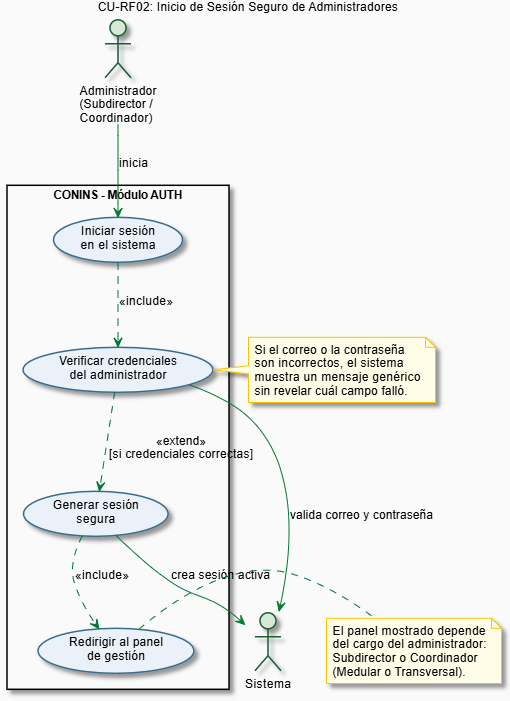 CU-RF02: Inicio de Sesión Seguro de Administradores
Administrador
(Subdirector /
Coordinador)
inicia
CONINS - Módulo AUTH
Iniciar sesión
en el sistema
«include»
Verificar credenciales
del administrador
Si el correo o la contraseña
son incorrectos, el sistema
muestra un mensaje genérico
sin revelar cuál campo falló.
«extend»
[si credenciales correctas]
Generar sesión
segura
valida correo y contraseña
«include»
crea sesión activa
Redirigir al panel
de gestión
Sistema
El panel mostrado depende
del cargo del administrador:
Subdirector o Coordinador
(Medular o Transversal).